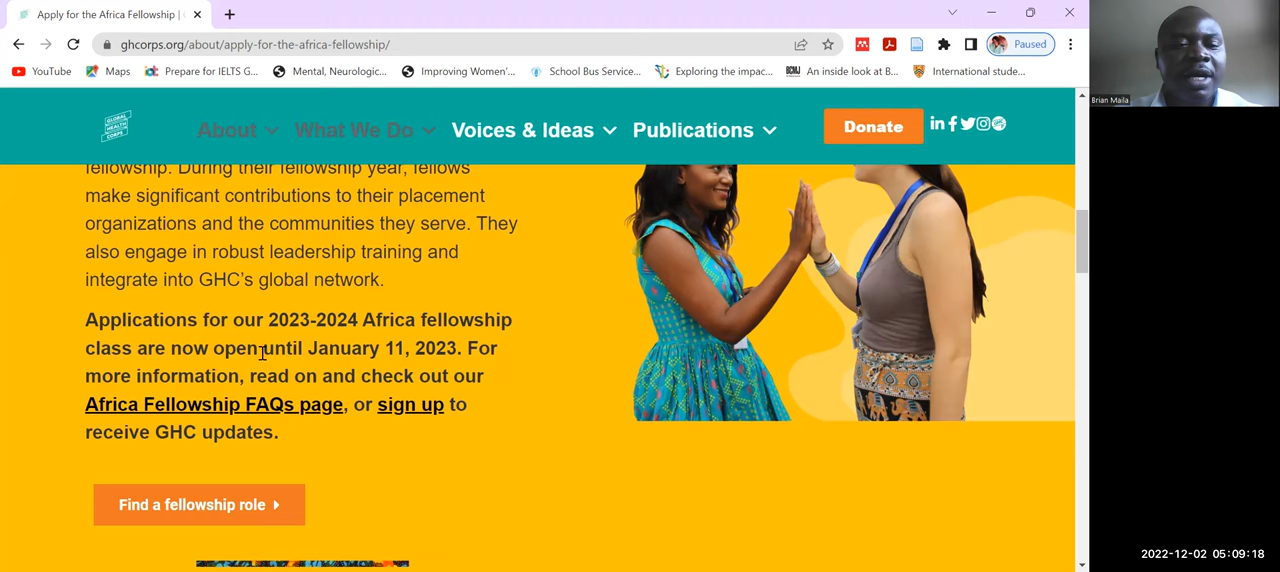 Apply for the Africa Fellowship |
ghcorps.org/about/apply-for-the-africa-fellowship/
Paused
YouTube
Maps
Prepare for IELTS G...
Mental, Neurologic...
Improving Women'...
School Bus Service...
Exploring the impac...
BCMJ
An inside look at B...
International stude...
Brian Maila
GLOBAL
HEALTH
CORPS
About
What We Do
Voices & Ideas
Publications
Donate
fellowship. During their fellowship year, fellows
make significant contributions to their placement
organizations and the communities they serve. They
also engage in robust leadership training and
integrate into GHC's global network.
Applications for our 2023-2024 Africa fellowship
class are now open until January 11, 2023. For
more information, read on and check out our
Africa Fellowship FAQs page, or sign up to
receive GHC updates.
Find a fellowship role
2022-12-02 05:09:18